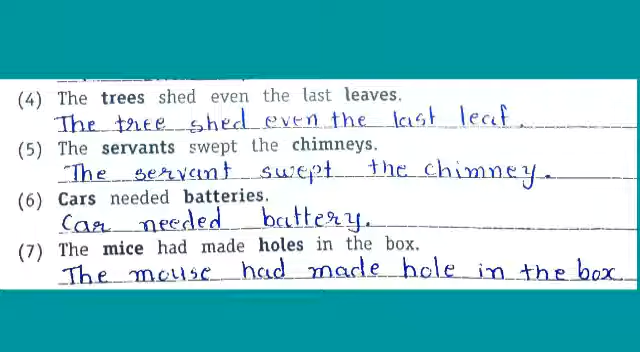 (4) The trees shed even the last leaves.
The tree shed even the last leaf.
(5) The servants swept the chimneys.
The servant swept the chimney.
(6) Cars needed batteries.
Car needed battery.
(7) The mice had made holes in the box.
The mouse had made hole in the box